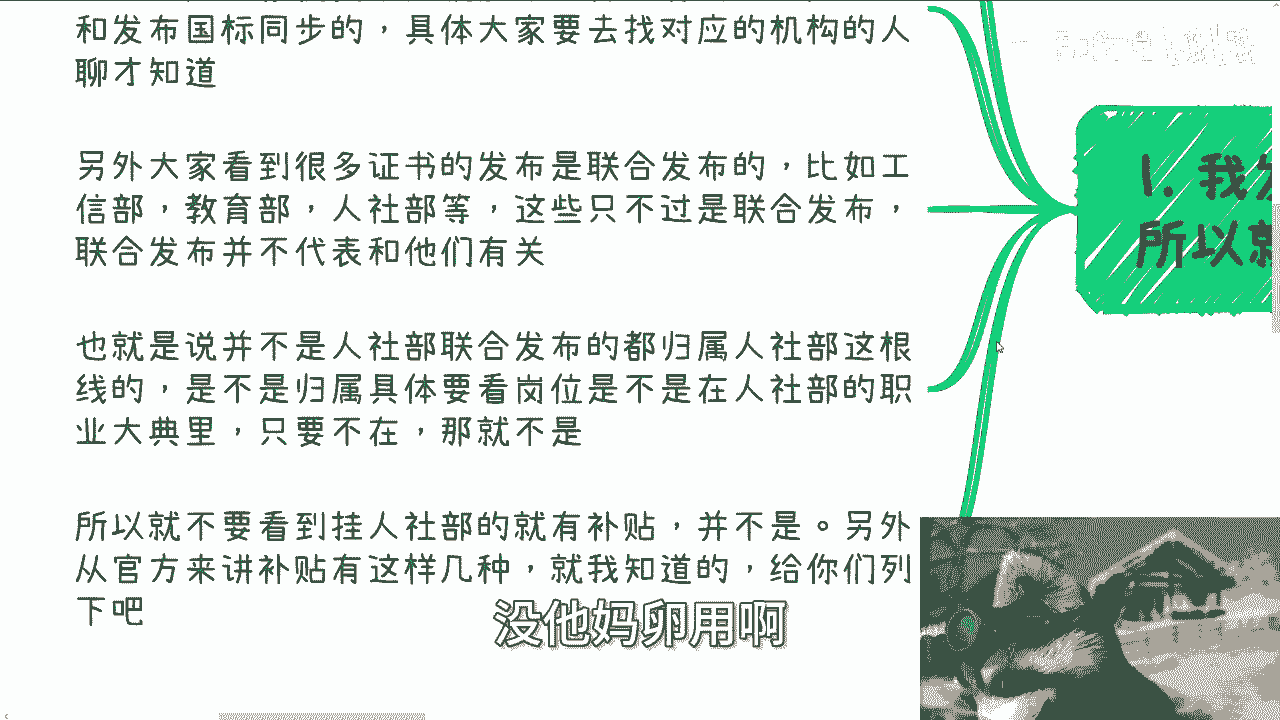 和发布国标同步的，具体大家要去找对应的机构的人
聊才知道
另外大家看到很多证书的发布是联合发布的，比如工
信部，教育部，人社部等，这些只不过是联合发布，
联合发布并不代表和他们有关
也就是说并不是人社部联合发布的都归属人社部这根
线的，是不是归属具体要看岗位是不是在人社部的职
业大典里，只要不在，那就不是
所以就不要看到挂人社部的就有补贴，并不是。另外
从官方来讲补贴有这样几种，就我知道的，给你们列
下吧
1. 我
所以
没他妈卵用啊